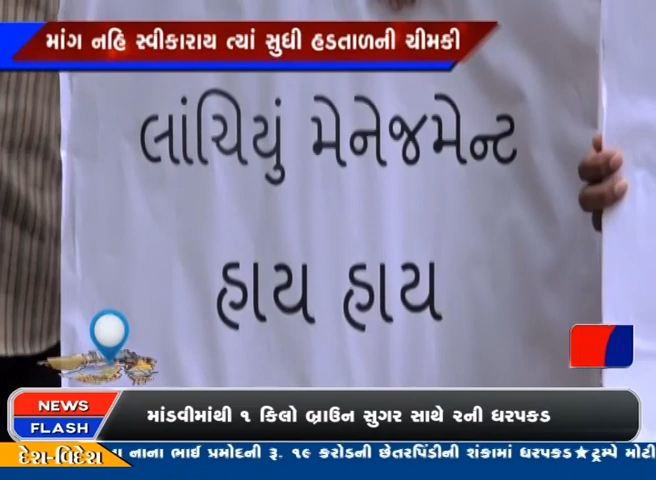 માંગ નહિ સ્વીકારાય ત્યાં સુધી હડતાળની ચીમકી
લાંચિયું મેનેજમેન્ટ
હાય હાય
NEWS
FLASH
માંડવીમાંથી ૧ કિલો બ્રાઉન સુગર સાથે ૨ની ધરપકડ
દેશ-વિદેશ
ના નાના ભાઈ પ્રમોદની રૂ. ૧૯ કરોડની છેતરપિંડીની શંકામાં ધરપકડ★ટ્રમ્પે મોટી